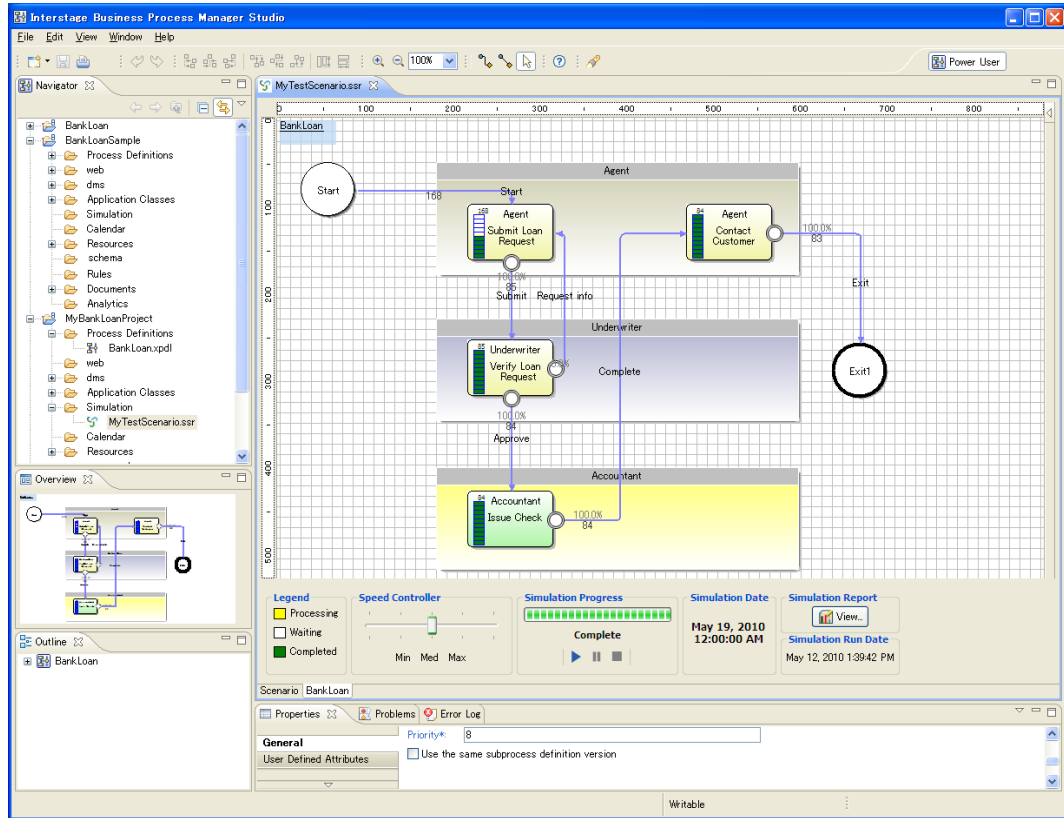 Interstage Business Process Manager Studio
File Edit View Window Help
100%
Power User
Navigator
BankLoan
BankLoanSample
Process Definitions
web
dms
Application Classes
Simulation
Calendar
Resources
schema
Rules
Documents
Analytics
MyBankLoanProject
Process Definitions
BankLoan.xpdl
web
dms
Application Classes
Simulation
MyTestScenario.ssr
Calendar
Resources
Overview
Outline
BankLoan
MyTestScenario.ssr
0 100 200 300 400 500 600 700 800
0
100
200
300
400
500
BankLoan
Agent
Start
168
Start
168
Agent
Submit Loan
Request
100.0%
85
Submit
Request info
84
Agent
Contact
Customer
100.0%
83
Exit
Exit1
Underwriter
85
Underwriter
Verify Loan
Request
Complete
100.0%
84
Approve
Accountant
84
Accountant
Issue Check
100.0%
84
Legend
Processing
Waiting
Completed
Speed Controller
Min Med Max
Simulation Progress
Complete
Simulation Date
May 19, 2010
12:00:00 AM
Simulation Report
View...
Simulation Run Date
May 12, 2010 1:39:42 PM
Scenario BankLoan
Properties Problems Error Log
General
User Defined Attributes
Priority*: 8
Use the same subprocess definition version
Writable